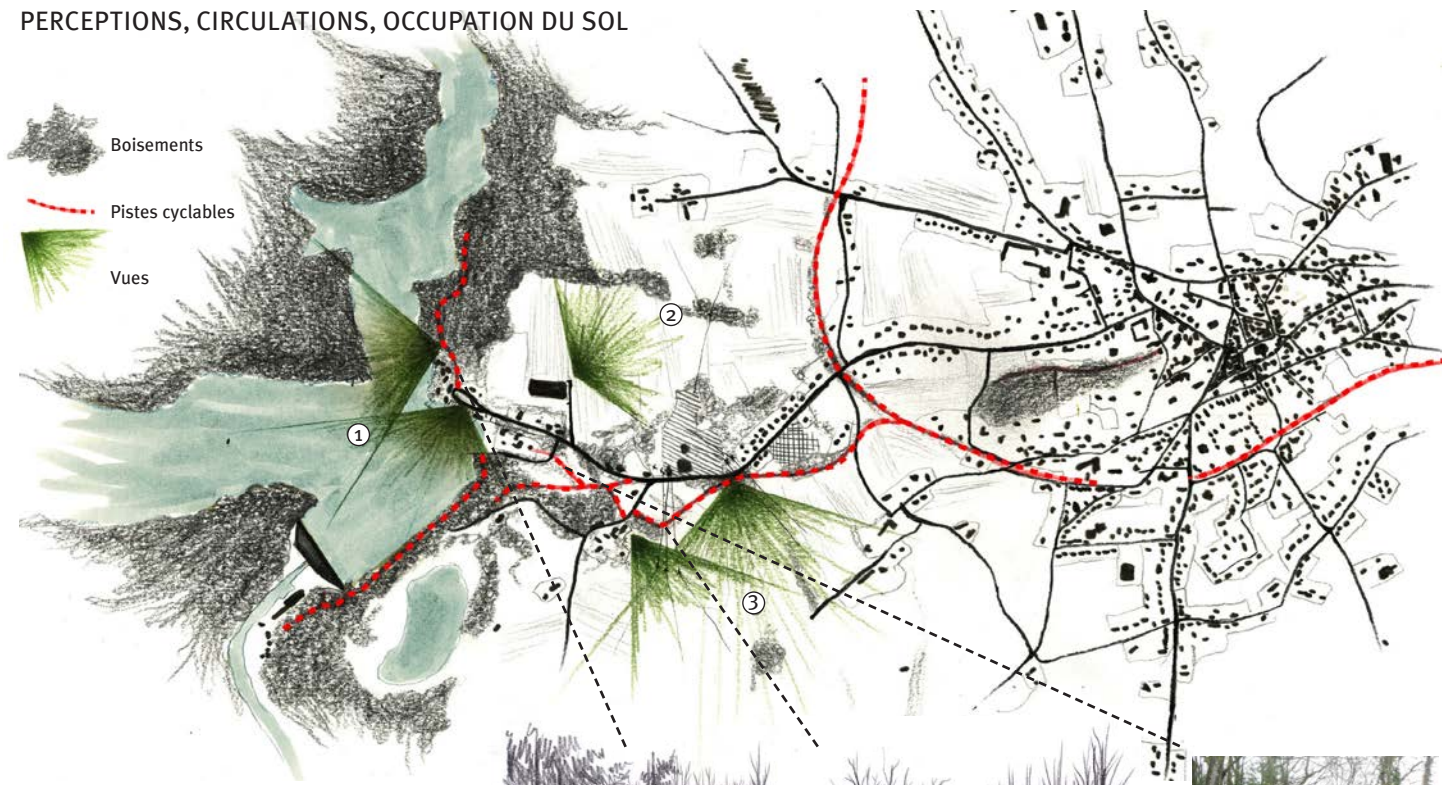 PERCEPTIONS, CIRCULATIONS, OCCUPATION DU SOL
Boisements
Pistes cyclables
Vues
2
1
3